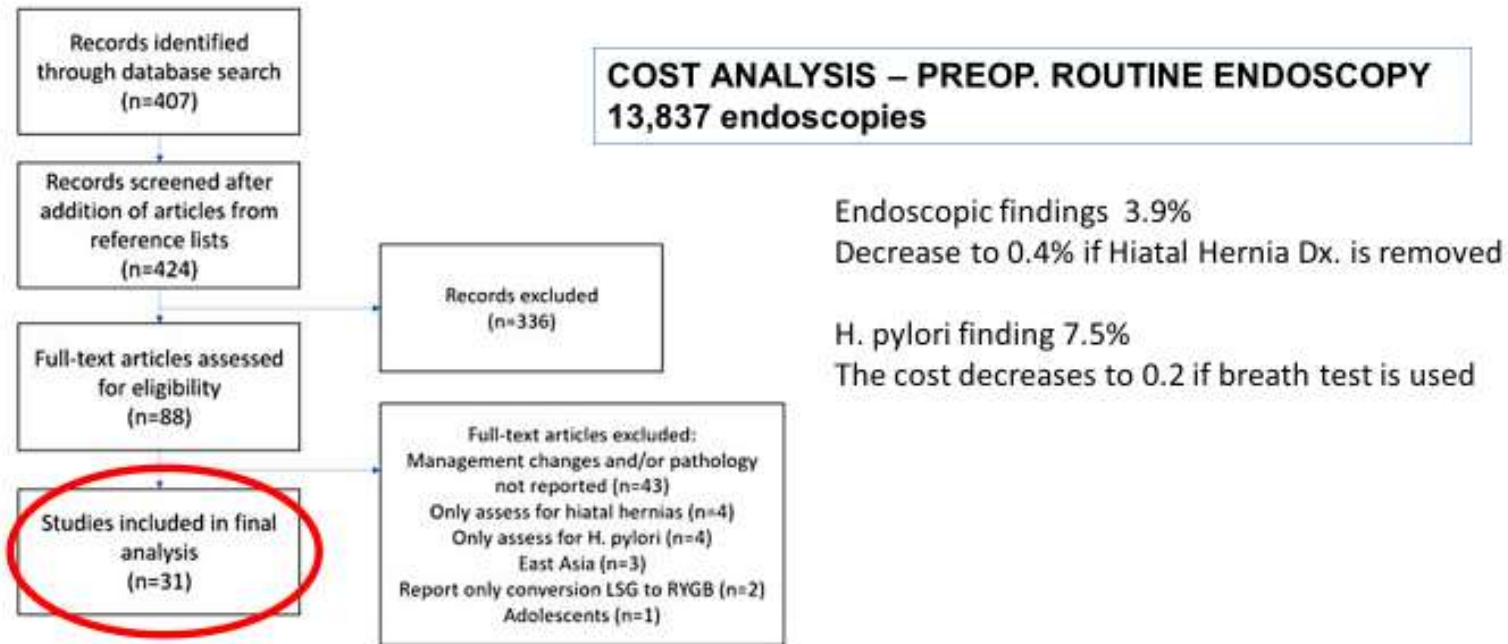 Records identified
through database search
(n=407)
Records screened after
addition of articles from
reference lists
(n=424)
Records excluded
(n=336)
Full-text articles assessed
for eligibility
(n=88)
Full-text articles excluded:
Management changes and/or pathology
not reported (n=43)
Only assess for hiatal hernias (n=4)
Only assess for H. pylori (n=4)
East Asia (n=3)
Report only conversion LSG to RYGB (n=2)
Adolescents (n=1)
Studies included in final
analysis
(n=31)
COST ANALYSIS – PREOP. ROUTINE ENDOSCOPY
13,837 endoscopies
Endoscopic findings 3.9%
Decrease to 0.4% if Hiatal Hernia Dx. is removed
H. pylori finding 7.5%
The cost decreases to 0.2 if breath test is used